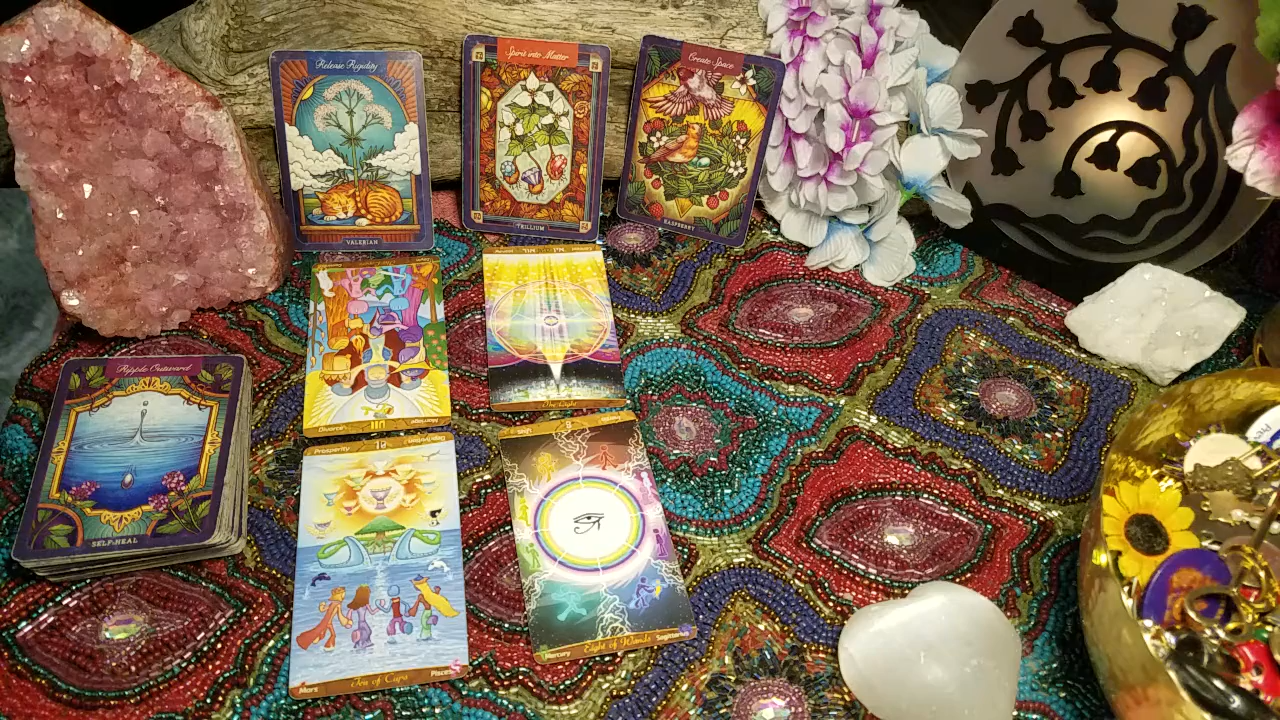 Release Rigidity
VALERIAN
Spirit into Matter
TRILLIUM
Create Space
RASPBERRY
Ripple Outward
SELF-HEAL
Divorce
Marriage
The Light
Prosperity
Mars
Ten of Cups
Pisces
Mercury
Eight of Wands
Sagittarius